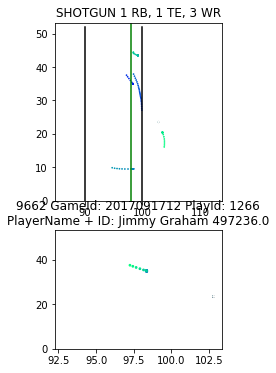 SHOTGUN 1 RB, 1 TE, 3 WR
50
40
30
20
10
0
90 100 110
9662 GameId: 2017091712 PlayId: 1266
PlayerName + ID: Jimmy Graham 497236.0
40
20
0
92.5 95.0 97.5 100.0 102.5